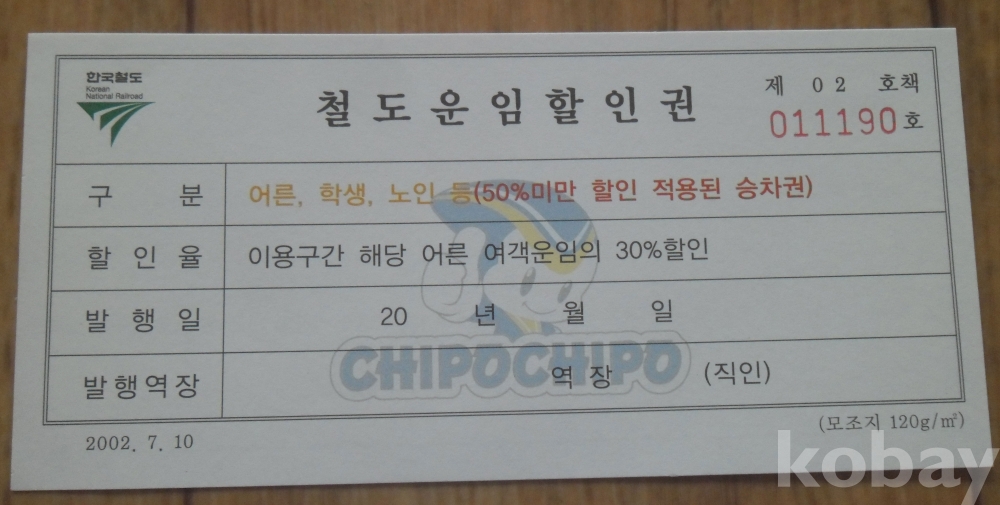 한국철도
Korean
National Railroad
철도운임할인권
제 02 호책
011190호
구 분 어른, 학생, 노인 등(50%미만 할인 적용된 승차권)
할인율 이용구간 해당 어른 여객운임의 30%할인
발행일 20 년 월 일
CHIPOCHIPO
발행역장 역 장 (직인)
2002. 7. 10
(모조지 120g/㎡)
kobay